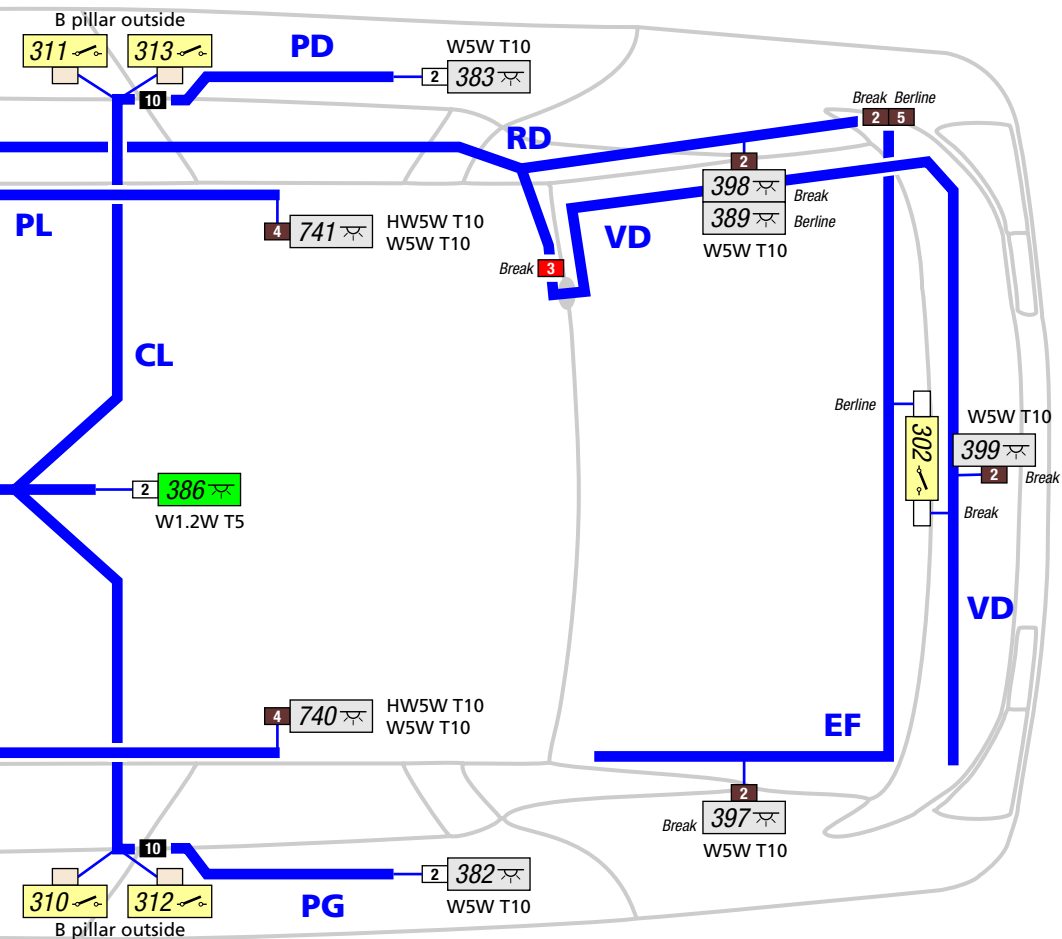 B pillar outside
311 313
PD
W5W T10
2 383
10
Break Berline
2 5
RD
2
398 Break
389 Berline
W5W T10
PL
4 741 HW5W T10
W5W T10
VD
Break 3
CL
Berline
302
W5W T10
399
2 Break
Break
2 386
W1.2W T5
VD
4 740 HW5W T10
W5W T10
EF
2
Break 397
W5W T10
10
2 382
W5W T10
310 312
PG
B pillar outside